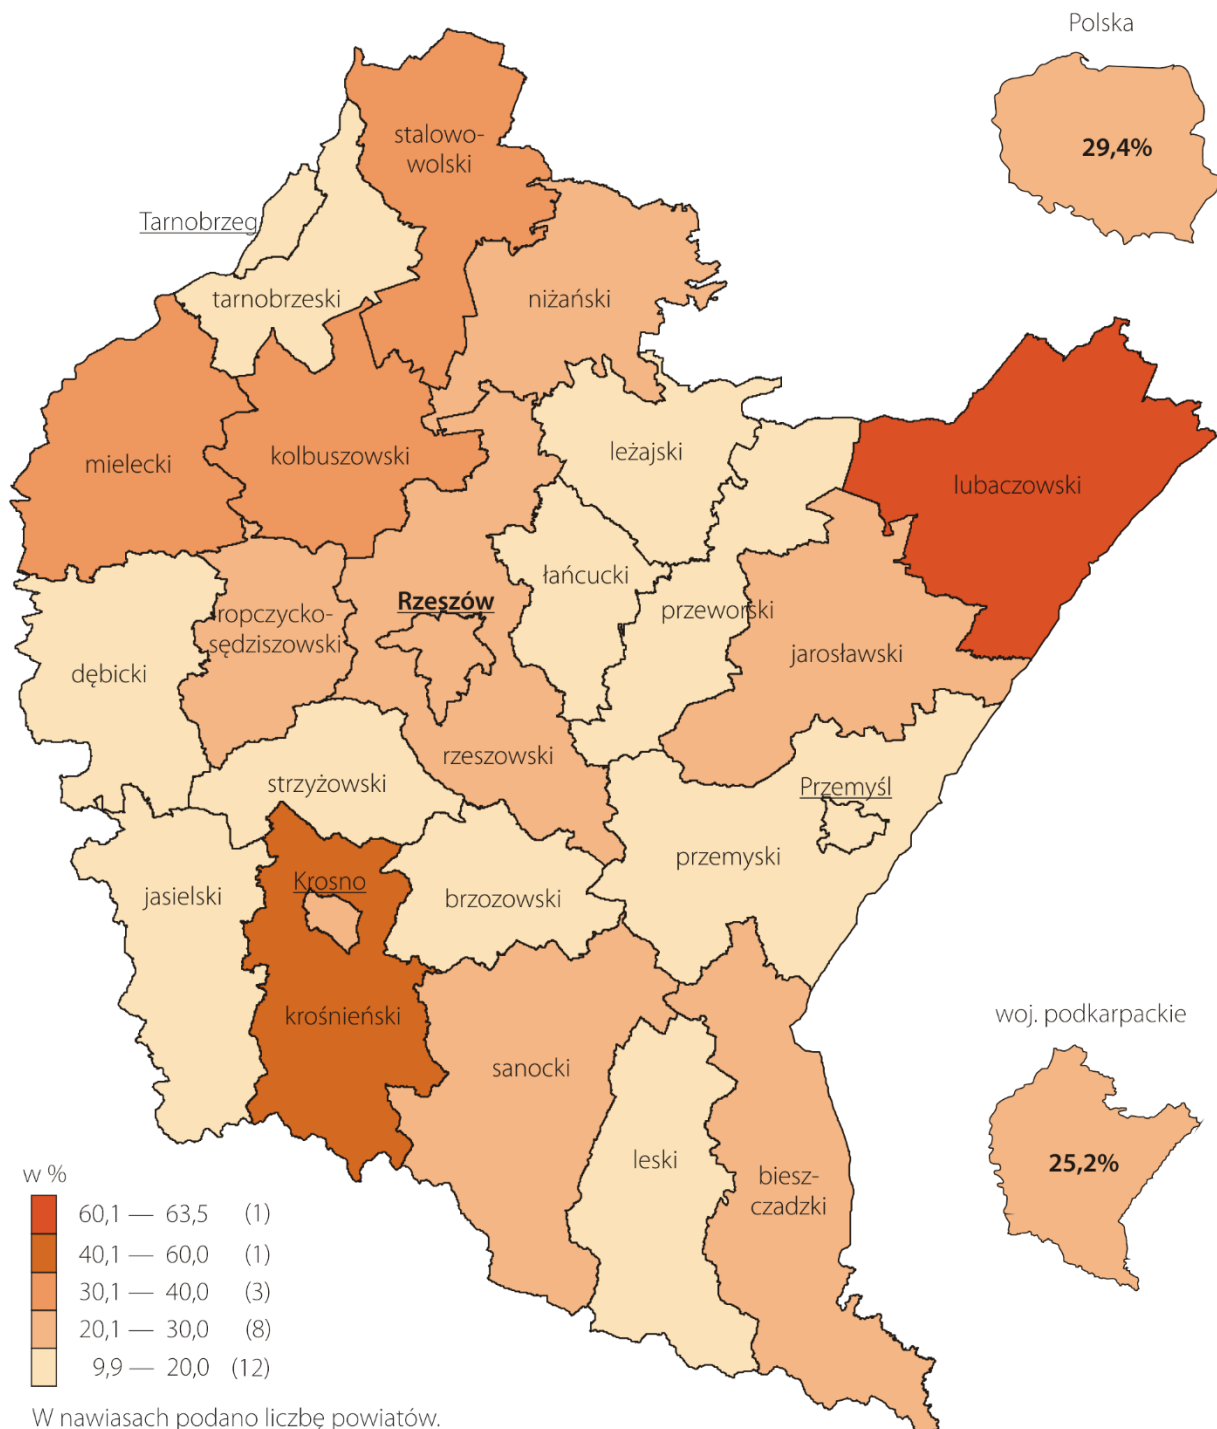 Polska
29,4%
stalowo-
wolski
Tarnobrzeg
tarnobrzeski
niżański
mielecki
kolbuszowski
leżajski
lubaczowski
łańcucki
ropczycko-
sędziszowski
Rzeszów
przeworski
jarosławski
dębicki
rzeszowski
strzyżowski
Przemyśl
przemyski
jasielski
Krosno
brzozowski
krośnieński
sanocki
leski
biesz-
czadzki
woj. podkarpackie
25,2%
w %
60,1 — 63,5 (1)
40,1 — 60,0 (1)
30,1 — 40,0 (3)
20,1 — 30,0 (8)
9,9 — 20,0 (12)
W nawiasach podano liczbę powiatów.